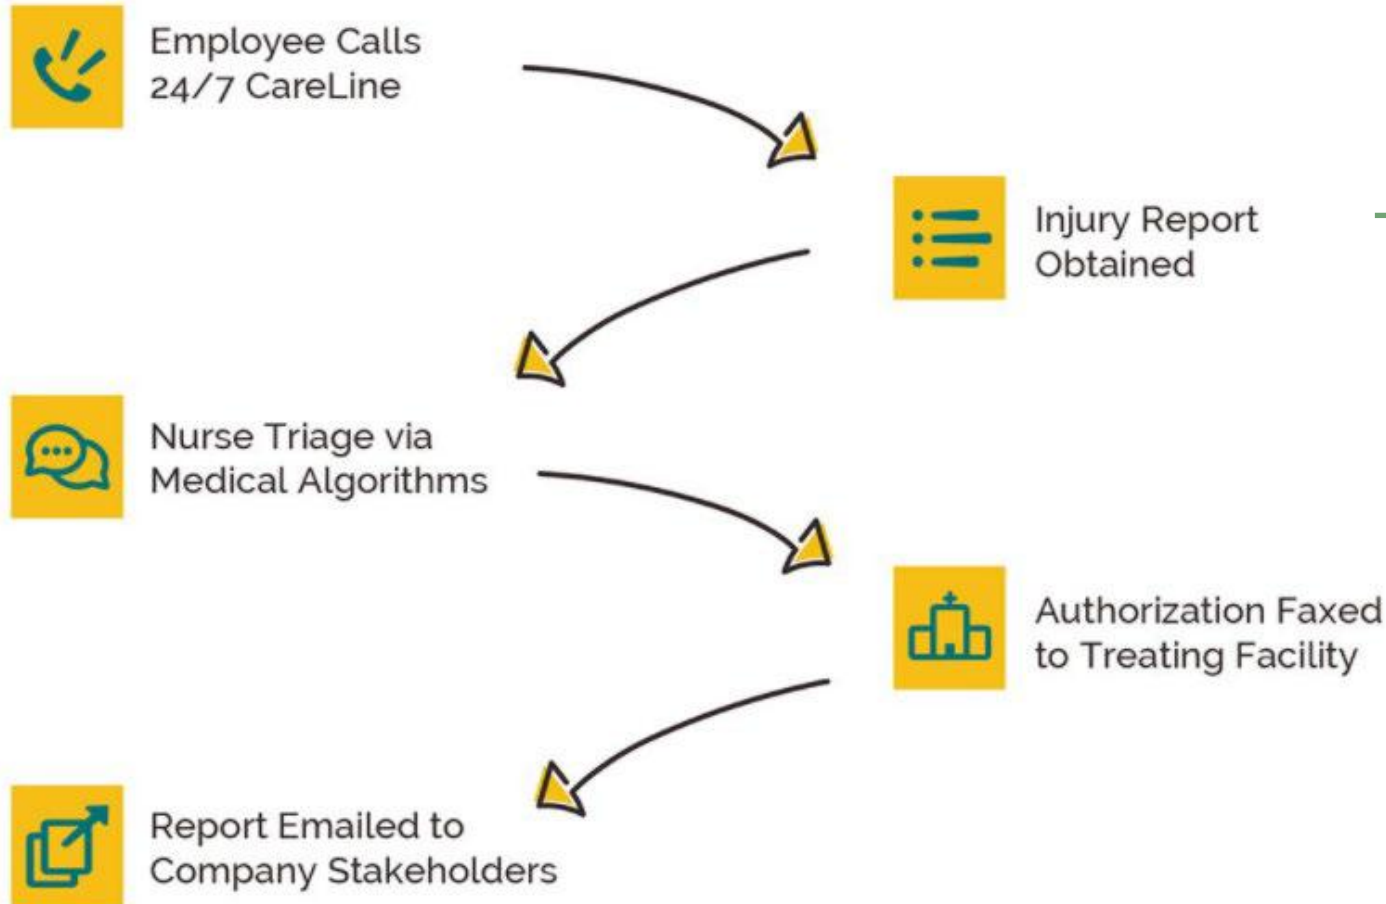 Employee Calls
24/7 CareLine
Injury Report
Obtained
Nurse Triage via
Medical Algorithms
Authorization Faxed
to Treating Facility
Report Emailed to
Company Stakeholders